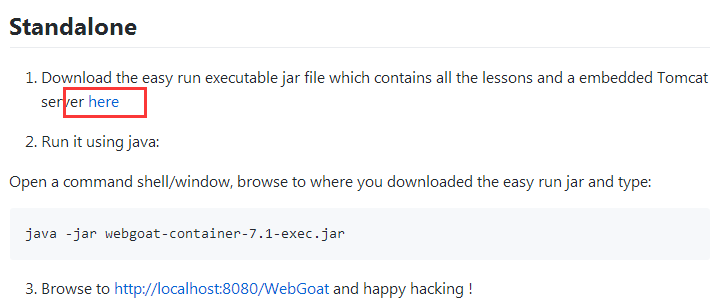 Standalone
1. Download the easy run executable jar file which contains all the lessons and a embedded Tomcat
server here
2. Run it using java:
Open a command shell/window, browse to where you downloaded the easy run jar and type:
java -jar webgoat-container-7.1-exec.jar
3. Browse to http://localhost:8080/WebGoat and happy hacking !